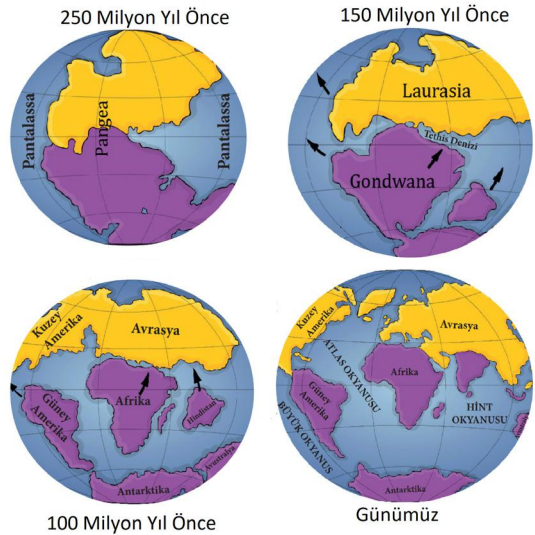 250 Milyon Yıl Önce
Pantalassa
Pangea
Pantalassa
150 Milyon Yıl Önce
Laurasia
Tethis Denizi
Gondwana
Kuzey
Amerika
Avrasya
Güney
Amerika
Afrika
Hindistan
Avustralya
Antarktika
100 Milyon Yıl Önce
Kuzey
Amerika
Avrasya
ATLAS OKYANUSU
Afrika
Güney
Amerika
HİNT
OKYANUSU
BÜYÜK OKYANUS
Antarktika
Günümüz